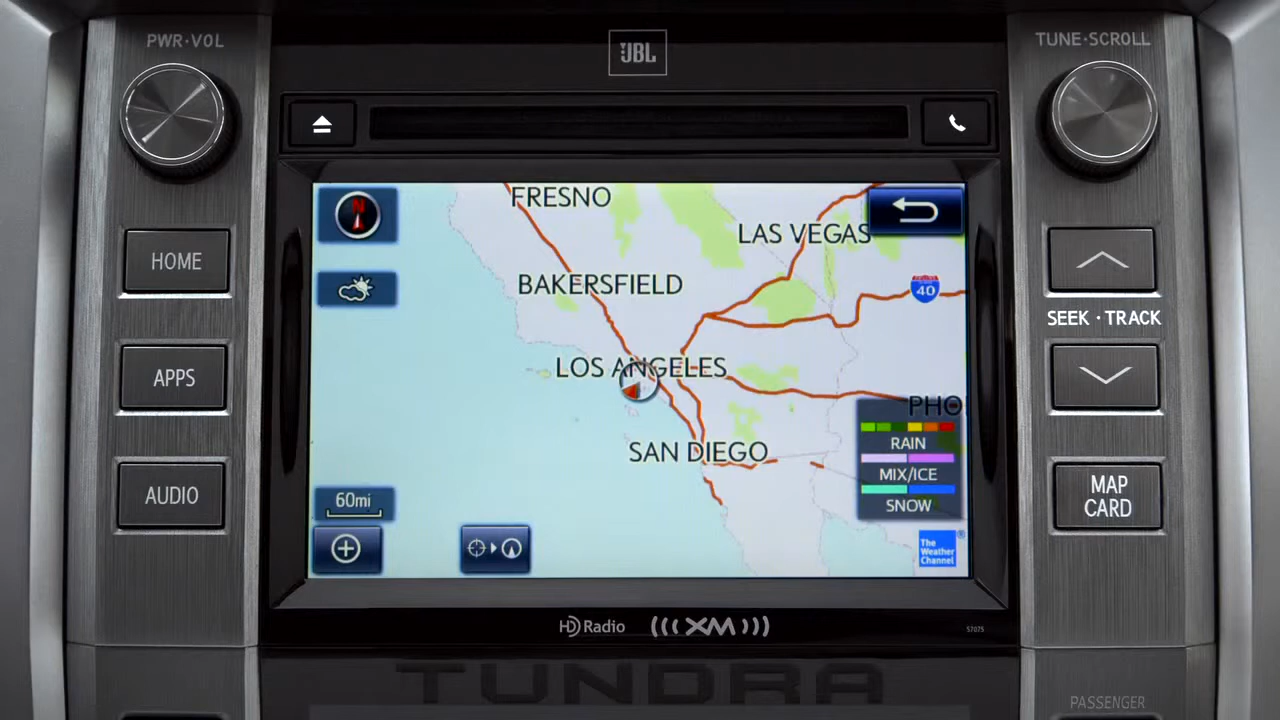 PWR·VOL
JBL
TUNE·SCROLL
N
FRESNO
LAS VEGAS
HOME
BAKERSFIELD
40
SEEK · TRACK
APPS
LOS ANGELES
PHO
RAIN
SAN DIEGO
MIX/ICE
SNOW
AUDIO
60mi
MAP
CARD
The
Weather
Channel
HD Radio
XM
57075
TUNDRA
PASSENGER